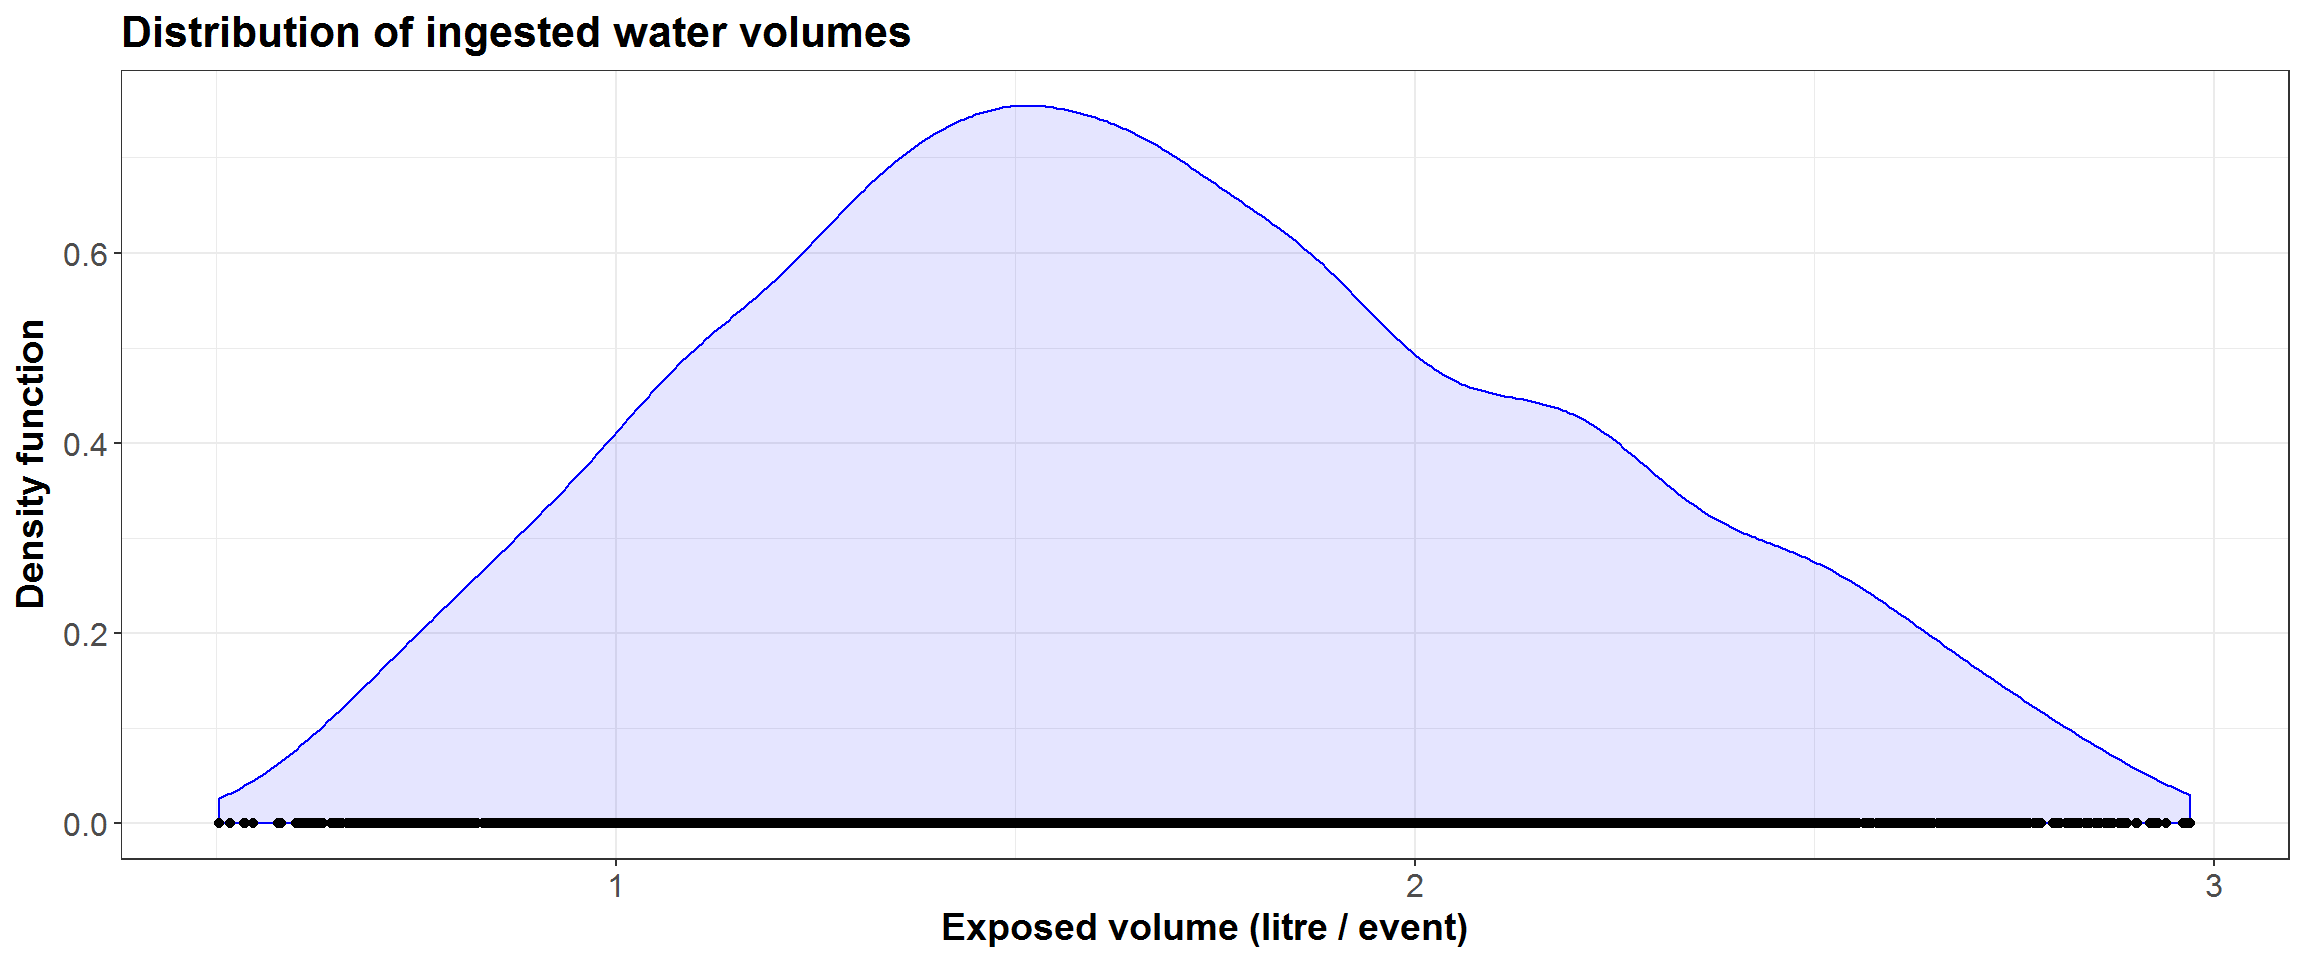 Distribution of ingested water volumes
Density function
0.6
0.4
0.2
0.0
1 2 3
Exposed volume (litre / event)